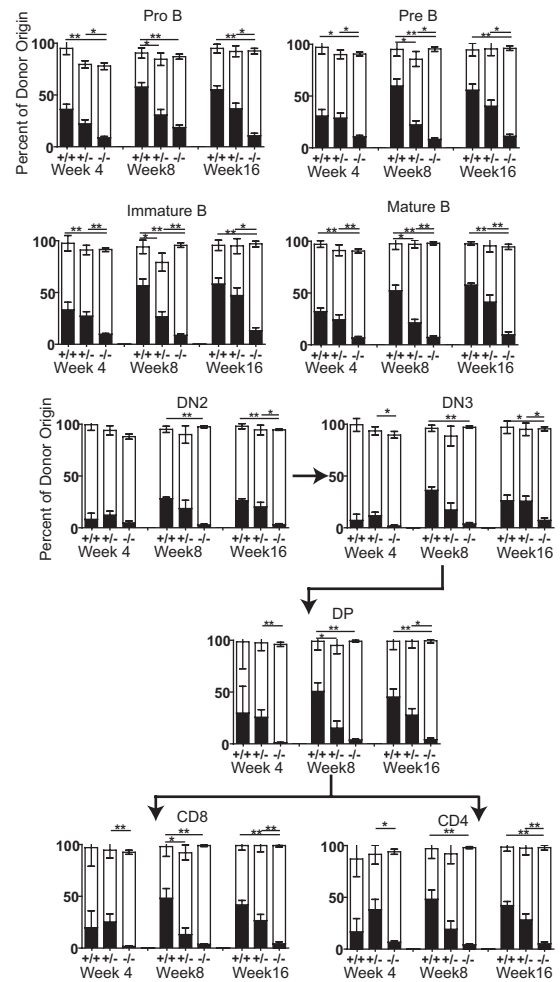 Pro B
Pre B
Percent of Donor Origin
100
50
0
** * ** * ** *
+/+ +/- -/- +/+ +/- -/- +/+ +/- -/-
Week 4 Week8 Week16
100
50
0
* * ** * * ** *
+/+ +/- -/- +/+ +/- -/- +/+ +/- -/-
Week 4 Week8 Week16
Immature B
Mature B
100
50
0
** ** * ** ** ** *
+/+ +/- -/- +/+ +/- -/- +/+ +/- -/-
Week 4 Week8 Week16
100
50
0
** ** * ** ** ** **
+/+ +/- -/- +/+ +/- -/- +/+ +/- -/-
Week 4 Week8 Week16
DN2
DN3
Percent of Donor Origin
100
50
0
** ** *
+/+ +/- -/- +/+ +/- -/- +/+ +/- -/-
Week 4 Week8 Week16
100
50
0
* ** * *
+/+ +/- -/- +/+ +/- -/- +/+ +/- -/-
Week 4 Week8 Week16
DP
100
50
0
** * ** ** *
+/+ +/- -/- +/+ +/- -/- +/+ +/- -/-
Week 4 Week8 Week16
CD8
CD4
100
50
0
** * ** ** **
+/+ +/- -/- +/+ +/- -/- +/+ +/- -/-
Week 4 Week8 Week16
100
50
0
* ** ** **
+/+ +/- -/- +/+ +/- -/- +/+ +/- -/-
Week 4 Week8 Week16